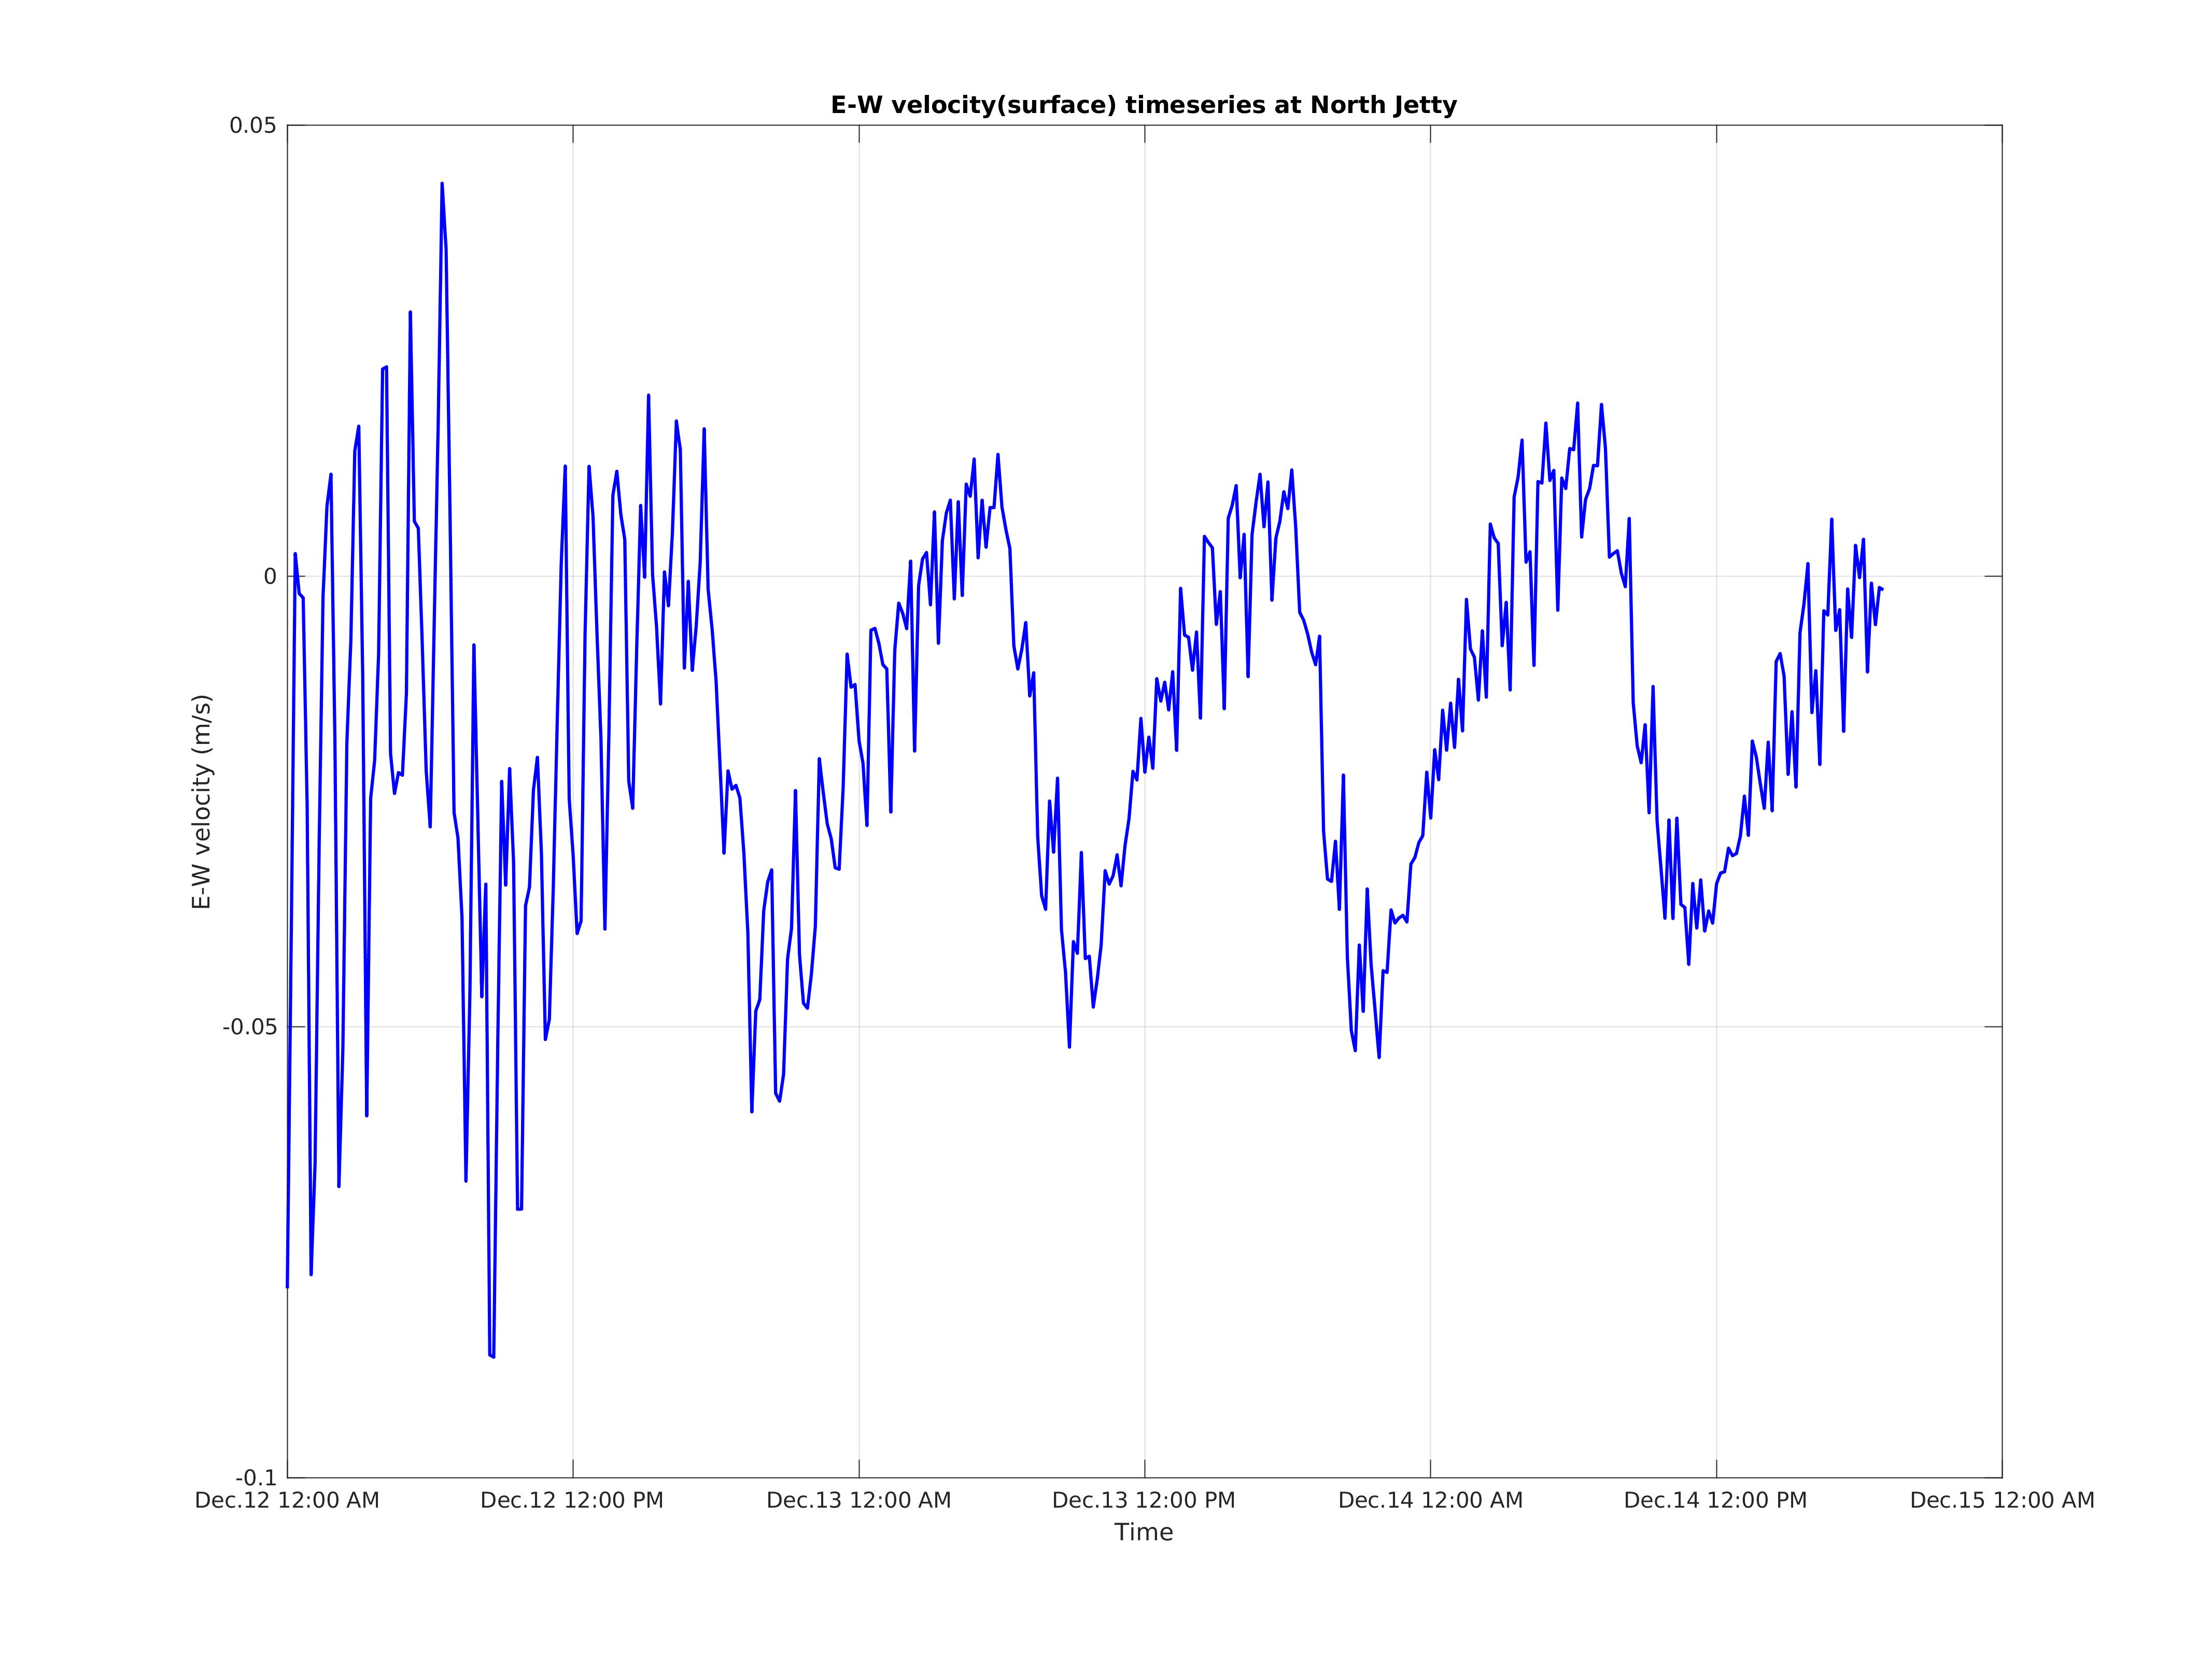 E-W velocity(surface) timeseries at North Jetty
0.05
0
-0.05
-0.1
E-W velocity (m/s)
Dec.12 12:00 AM
Dec.12 12:00 PM
Dec.13 12:00 AM
Dec.13 12:00 PM
Dec.14 12:00 AM
Dec.14 12:00 PM
Dec.15 12:00 AM
Time